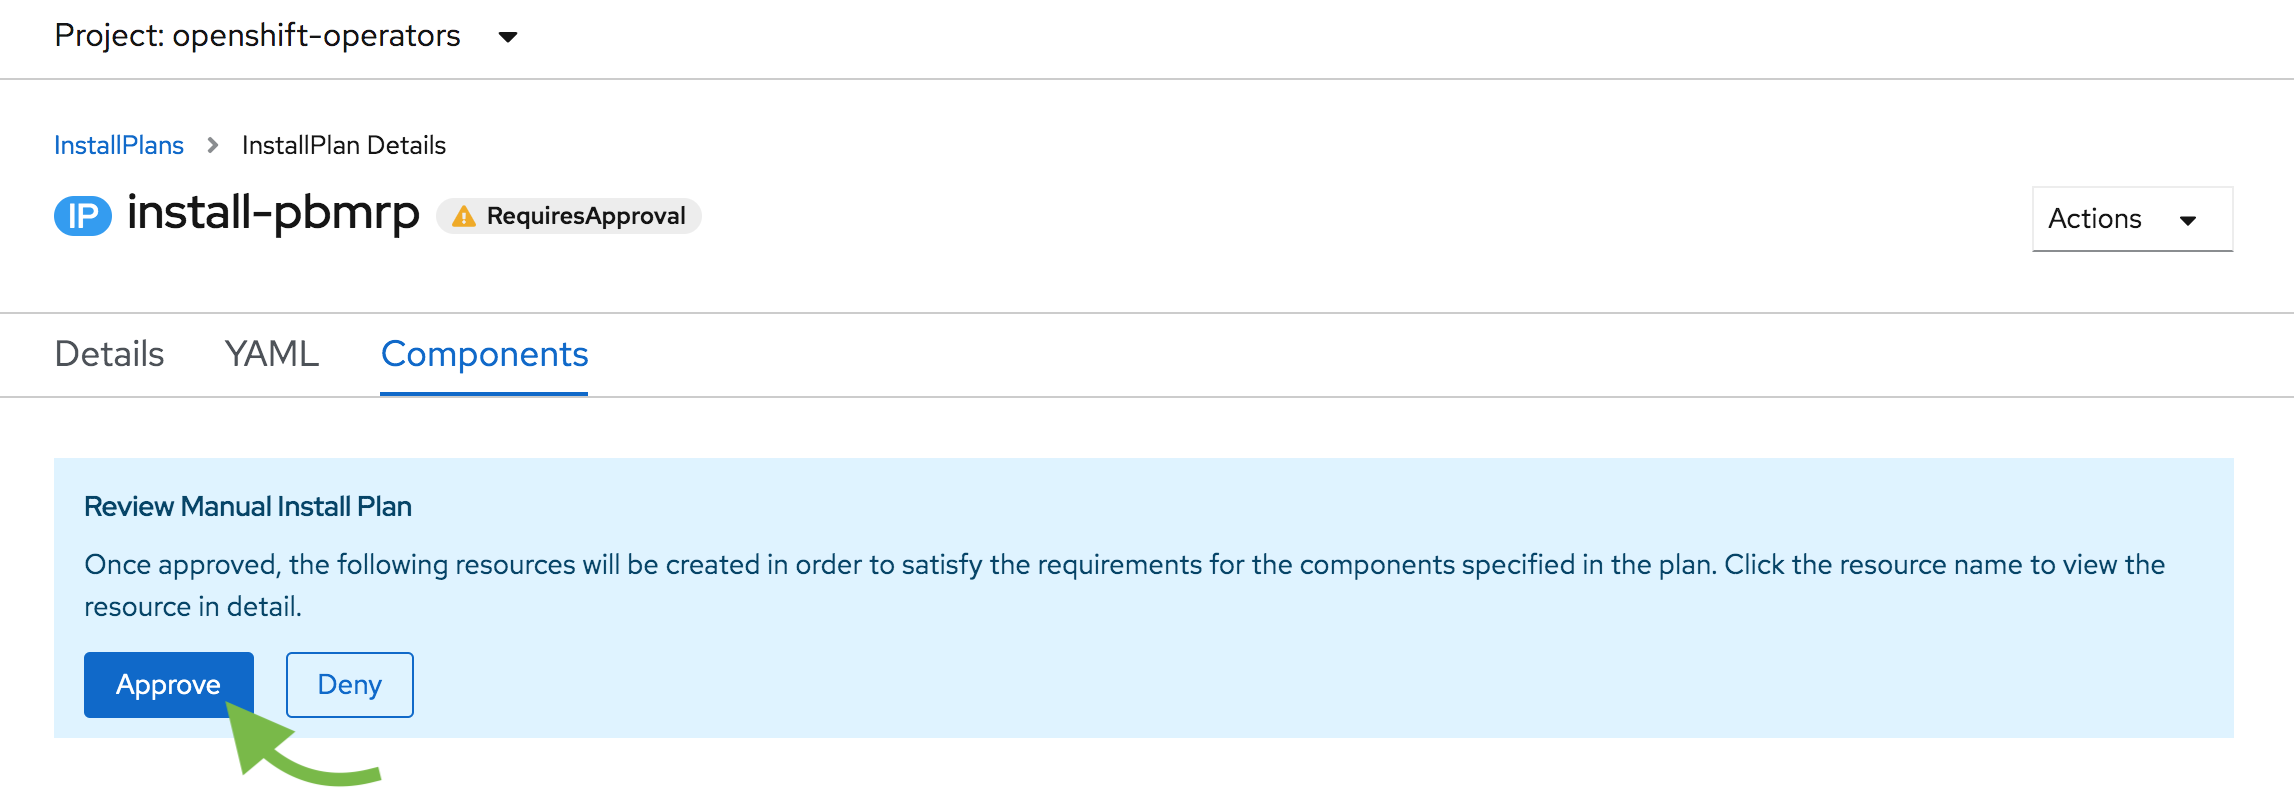 Project: openshift-operators
InstallPlans > InstallPlan Details
IP install-pbmrp RequiresApproval
Actions
Details YAML Components
Review Manual Install Plan
Once approved, the following resources will be created in order to satisfy the requirements for the components specified in the plan. Click the resource name to view the
resource in detail.
Approve Deny